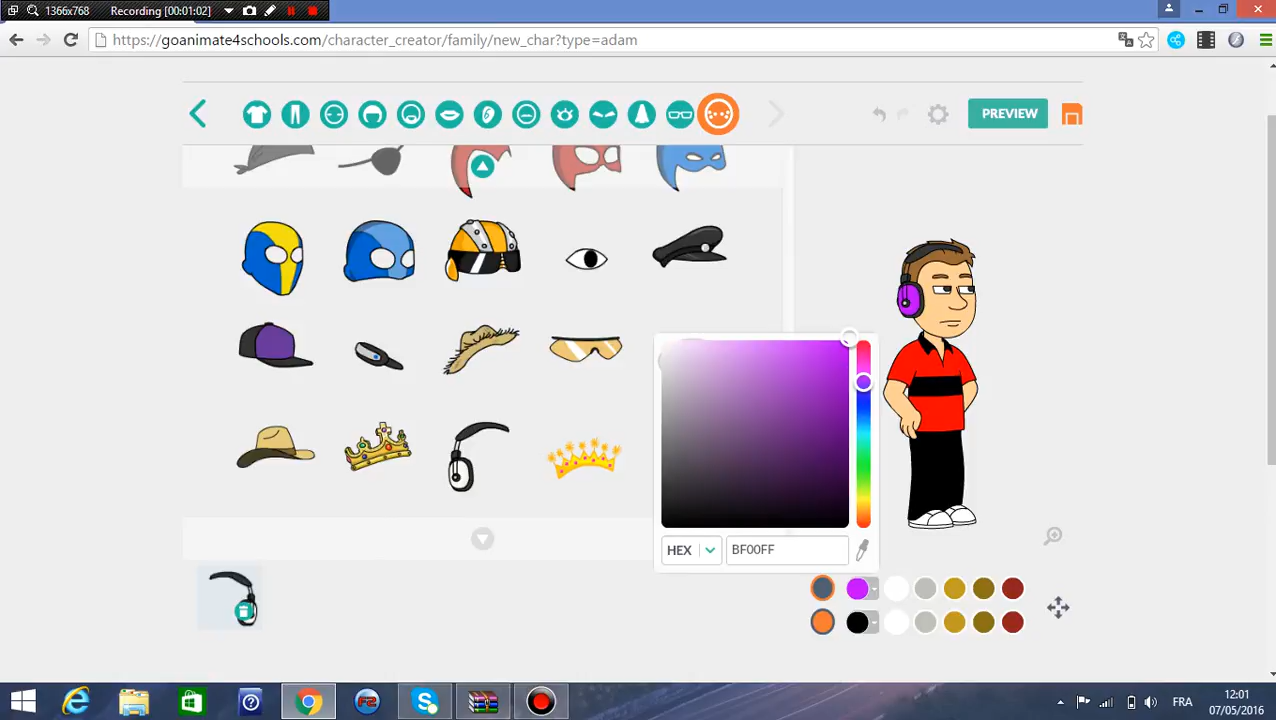 1366x768 Recording [00:01:02]
https://goanimate4schools.com/character_creator/family/new_char?type=adam
PREVIEW
HEX BF00FF
FRA 12:01
07/05/2016